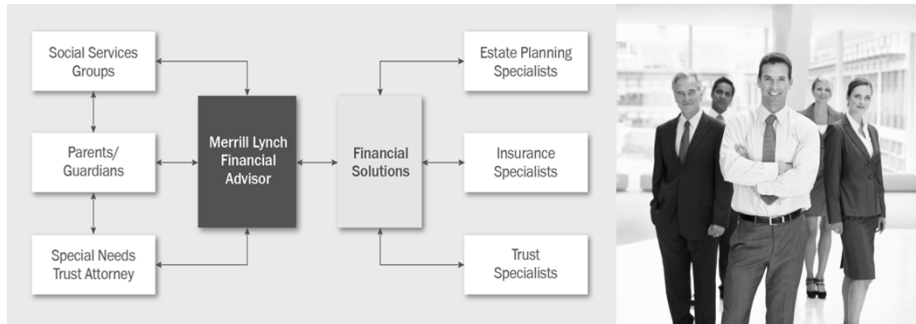 Social Services
Groups
Parents/
Guardians
Special Needs
Trust Attorney
Merrill Lynch
Financial
Advisor
Financial
Solutions
Estate Planning
Specialists
Insurance
Specialists
Trust
Specialists